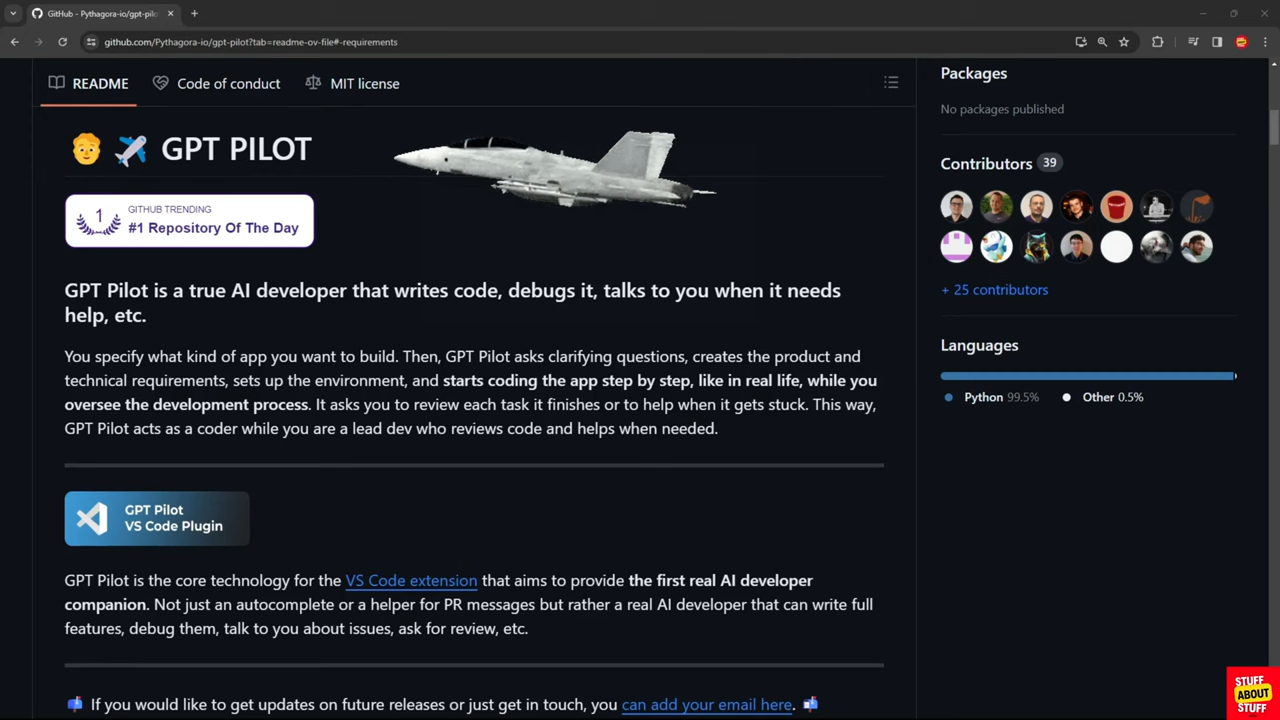 GitHub - Pythagora-io/gpt-pilo
github.com/Pythagora-io/gpt-pilot?tab=readme-ov-file#-requirements
README
Code of conduct
MIT license
GPT PILOT
1
GITHUB TRENDING
#1 Repository Of The Day
GPT Pilot is a true AI developer that writes code, debugs it, talks to you when it needs
help, etc.
You specify what kind of app you want to build. Then, GPT Pilot asks clarifying questions, creates the product and
technical requirements, sets up the environment, and starts coding the app step by step, like in real life, while you
oversee the development process. It asks you to review each task it finishes or to help when it gets stuck. This way,
GPT Pilot acts as a coder while you are a lead dev who reviews code and helps when needed.
GPT Pilot
VS Code Plugin
GPT Pilot is the core technology for the VS Code extension that aims to provide the first real AI developer
companion. Not just an autocomplete or a helper for PR messages but rather a real AI developer that can write full
features, debug them, talk to you about issues, ask for review, etc.
📫 If you would like to get updates on future releases or just get in touch, you can add your email here. 📬
Packages
No packages published
Contributors 39
+ 25 contributors
Languages
Python 99.5%
Other 0.5%
STUFF
ABOUT
STUFF